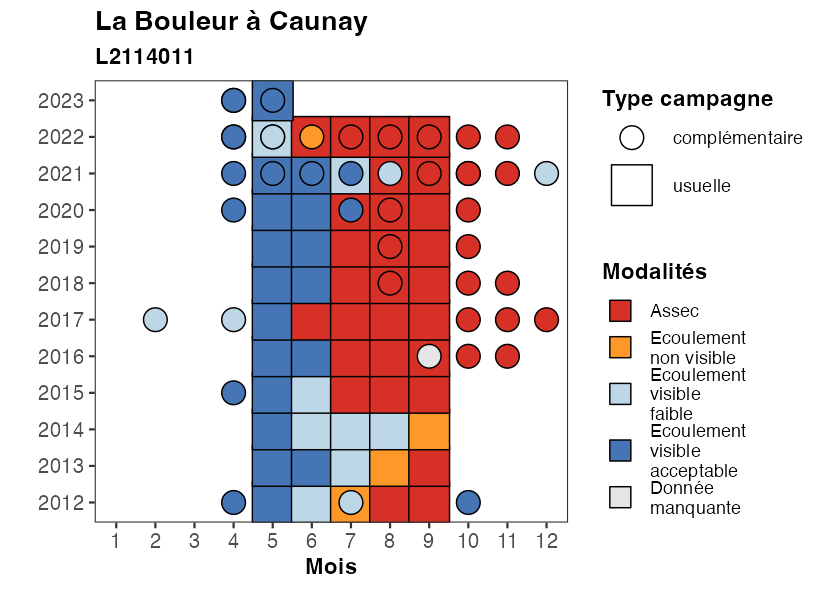 La Bouleur à Caunay
L2114011
2023
2022
2021
2020
2019
2018
2017
2016
2015
2014
2013
2012
1 2 3 4 5 6 7 8 9 10 11 12
Mois
Type campagne
complémentaire
usuelle
Modalités
Assec
Ecoulement
non visible
Ecoulement
visible
faible
Ecoulement
visible
acceptable
Donnée
manquante